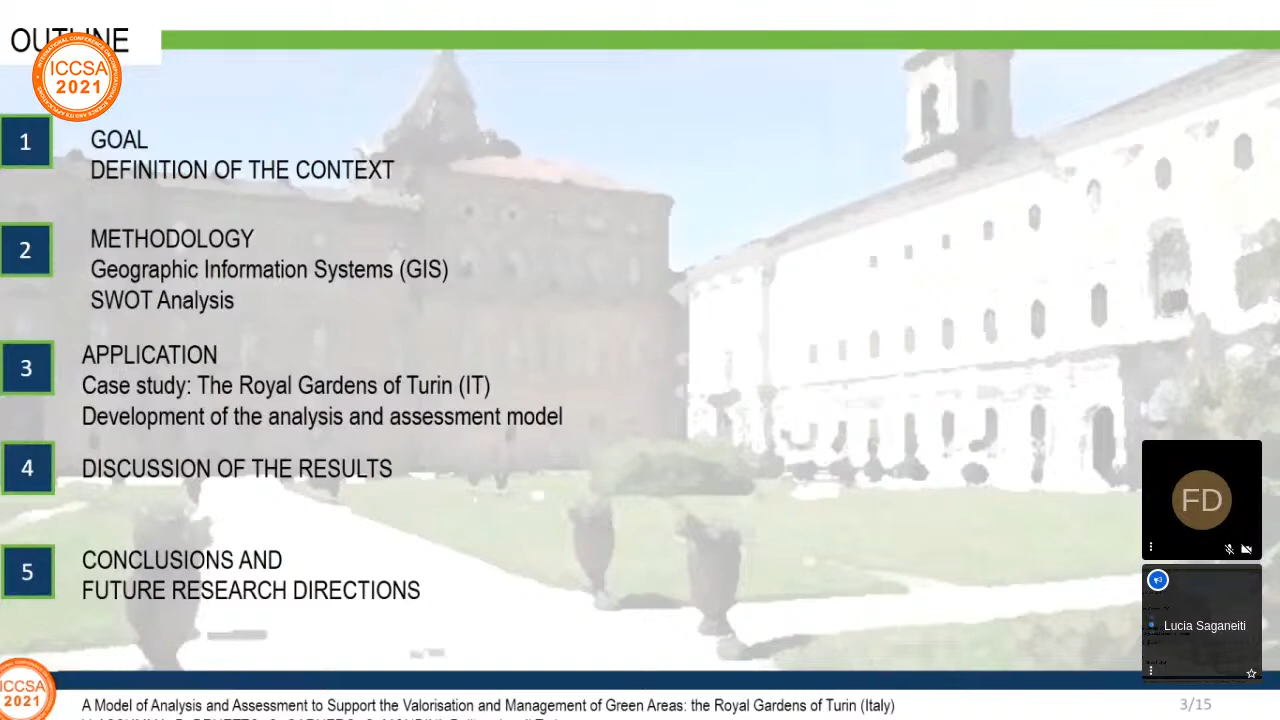 OUTLINE
ICCSA
2021
1
GOAL
DEFINITION OF THE CONTEXT
2
METHODOLOGY
Geographic Information Systems (GIS)
SWOT Analysis
3
APPLICATION
Case study: The Royal Gardens of Turin (IT)
Development of the analysis and assessment model
4
DISCUSSION OF THE RESULTS
5
CONCLUSIONS AND
FUTURE RESEARCH DIRECTIONS
FD
Lucia Saganeiti
ICCSA
2021
A Model of Analysis and Assessment to Support the Valorisation and Management of Green Areas: the Royal Gardens of Turin (Italy)
3/15